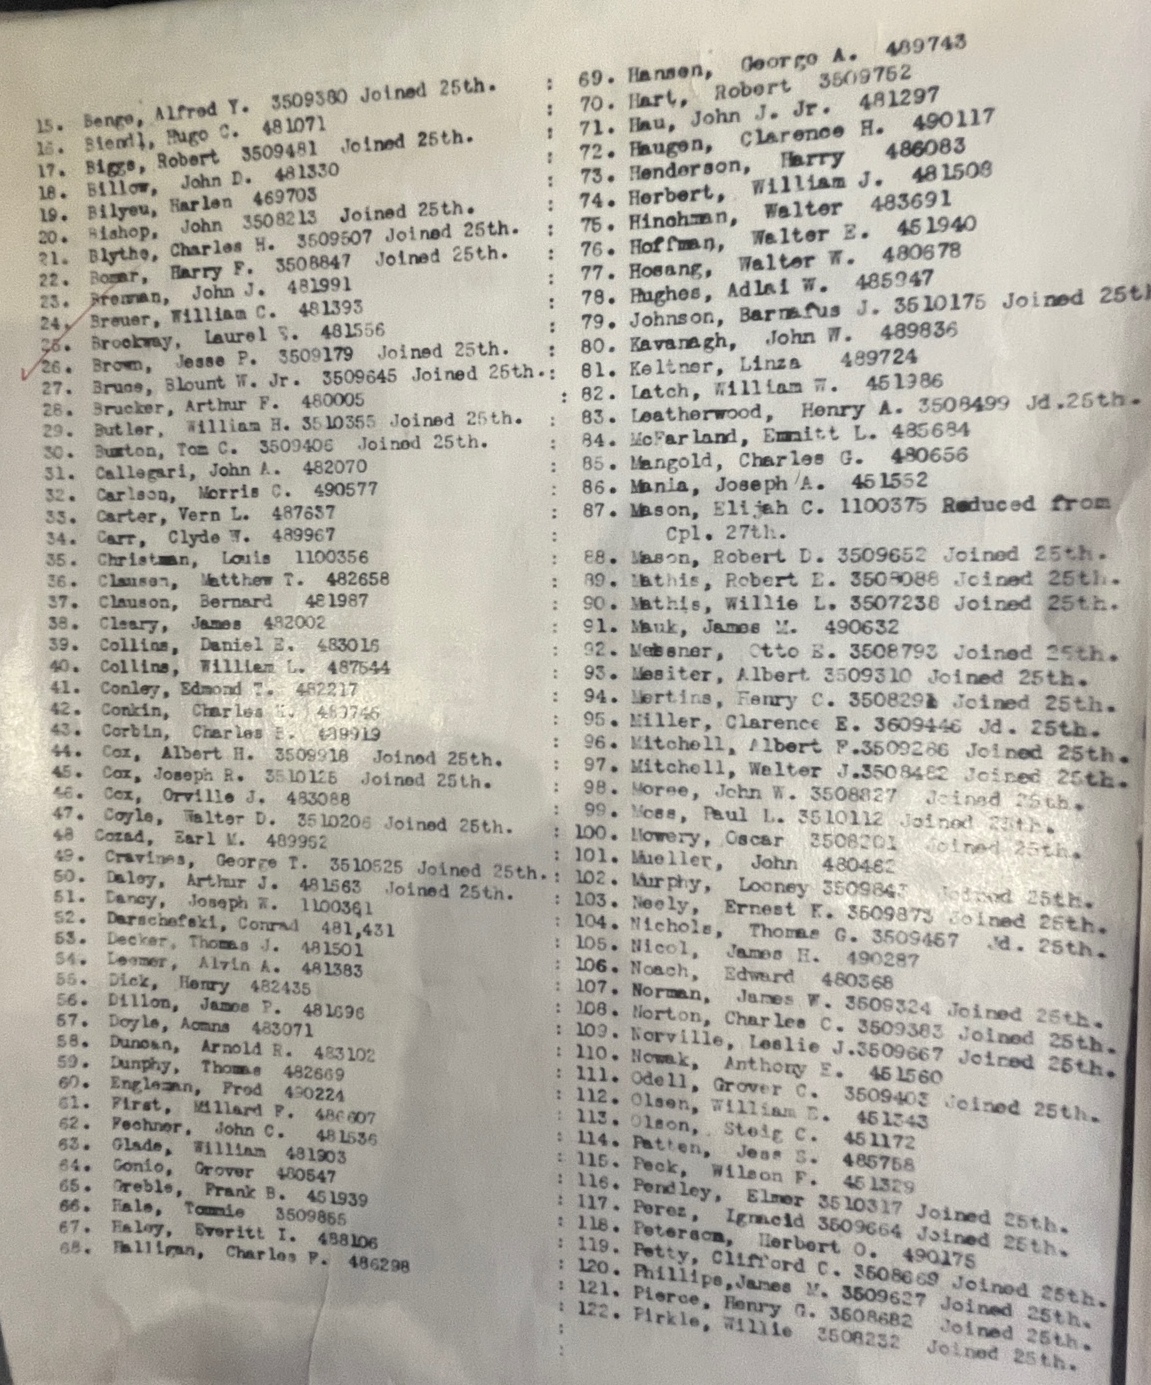 15. Benge, Alfred Y. 3509380 Joined 25th.
16. Biendl, Hugo C. 481071
17. Biggs, Robert 3509481 Joined 25th.
18. Billow, John D. 481330
19. Bilyeu, Harlen 469703
20. Bishop, John 3508213 Joined 25th.
21. Blythe, Charles H. 3509507 Joined 25th.
22. Bomar, Harry F. 3508847 Joined 25th.
23. Brennan, John J. 481991
24. Breuer, William C. 481393
25. Brockway, Laurel E. 481556
26. Brown, Jesse P. 3509179 Joined 25th.
27. Bruce, Blount W. Jr. 3509645 Joined 25th.:
28. Brucker, Arthur F. 480005
29. Butler, William H. 3510355 Joined 25th.
30. Buxton, Tom C. 3509406 Joined 25th.
31. Callegari, John A. 482070
32. Carlson, Morris C. 490577
33. Carter, Vern L. 487637
34. Carr, Clyde W. 489967
35. Christman, Louis 1100356
36. Clausen, Matthew T. 482658
37. Clauson, Bernard 481987
38. Cleary, James 482002
39. Collins, Daniel E. 483016
40. Collins, William L. 487544
41. Conley, Edmond T. 482217
42. Conkin, Charles
43. Corbin, Charles 489919
44. Cox, Albert H. 3509918 Joined 25th.
45. Cox, Joseph R. 3510126 Joined 25th.
46. Cox, Orville J. 483088
47. Coyle, Walter D. 3510206 Joined 25th.
48 Cozad, Earl M. 489952
49. Cravines, George T. 3510525 Joined 25th.:
50. Daley, Arthur J. 481563 Joined 25th.
51. Dancy, Joseph W. 1100361
52. Darschefski, Conrad 481,431
53. Decker, Thomas J. 481501
54. Leemer, Alvin A. 481383
55. Dick, Henry 482435
56. Dillon, James P. 481696
57. Doyle, Aomns 483071
58. Duncan, Arnold R. 483102
59. Dunphy, Thomas 482669
60. Engleman, Fred 490224
61. First, Millard F. 486607
62. Fechner, John C. 481536
63. Glade, William 481903
64. Gonio, Grover 480547
65. Greble, Frank B. 451939
66. Hale, Tommie 3509855
67. Haley, Everitt I. 488106
68. Halligan, Charles F. 486298
: 69. Hansen, George A. 489743
: 70. Hart, Robert 3509752
: 71. Hau, John J. Jr. 481297
: 72. Haugen, Clarence H. 490117
: 73. Henderson, Harry 486083
: 74. Herbert, William J. 481508
: 75. Hinchman, Walter 483691
: 76. Hoffman, Walter E. 451940
: 77. Hosang, Walter W. 480678
: 78. Hughes, Adlai W. 485947
: 79. Johnson, Barnafus J. 3510175 Joined 25th
: 80. Kavanagh, John W. 489836
81. Keltner, Linza 489724
: 82. Latch, William W. 451986
: 83. Leatherwood, Henry A. 3508499 Jd.25th.
: 84. McFarland, Emmitt L. 485684
: 85. Mangold, Charles G. 480656
: 86. Mania, Joseph A. 451552
: 87. Mason, Elijah C. 1100375 Reduced from
: Cpl. 27th.
: 88. Mason, Robert D. 3509652 Joined 25th.
: 89. Mathis, Robert E. 3508088 Joined 25th.
: 90. Mathis, Willie L. 3507238 Joined 25th.
: 91. Mauk, James M. 490632
: 92. Messner, Otto E. 3508793 Joined 25th.
: 93. Mesiter, Albert 3509310 Joined 25th.
: 94. Mertins, Henry C. 3508291 Joined 25th.
: 95. Miller, Clarence E. 3609446 Jd. 25th.
: 96. Mitchell, Albert F.3509286 Joined 25th.
: 97. Mitchell, Walter J.3508482 Joined 25th.
: 98. Moree, John W. 3508827 Joined 25th.
: 99. Moss, Paul L. 3510112 Joined 25th.
: 100. Mowery, Oscar 3508201 Joined 25th.
101. Mueller, John 480482
: 102. Murphy, Looney Joined 25th.
: 103. Neely, Ernest K. 3509873 Joined 25th.
: 104. Nichols, Thomas G. 3509457 Jd. 25th.
: 105. Nicol, James H. 490287
: 106. Noach, Edward 480368
: 107. Norman, James W. 3509324 Joined 25th.
: 108. Norton, Charles C. 3509383 Joined 25th.
: 109. Norville, Leslie J.3509667 Joined 25th.
: 110. Nowak, Anthony E. 451560
: 111. Odell, Grover C. 3509403 Joined 25th.
: 112. Olsen, William E. 451343
: 113. Olson, Steig C. 451172
: 114. Patten, Jess S. 485758
: 115. Peck, Wilson F. 451329
: 116. Pendley, Elmer 3510317 Joined 25th.
: 117. Perez, Ignacid 3509664 Joined 25th.
: 118. Peterson, Herbert O. 490175
: 119. Petty, Clifford C. 3508669 Joined 25th.
: 120. Phillips,James M. 3509627 Joined 25th.
: 121. Pierce, Henry G. 3508682 Joined 25th.
: 122. Pirkle, Willie 3508232 Joined 25th.
:
: